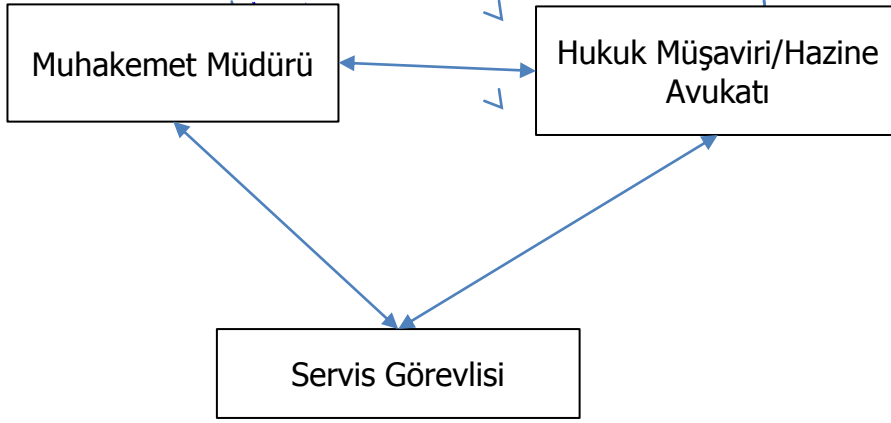 Muhakemet Müdürü
Hukuk Müşaviri/Hazine
Avukatı
Servis Görevlisi